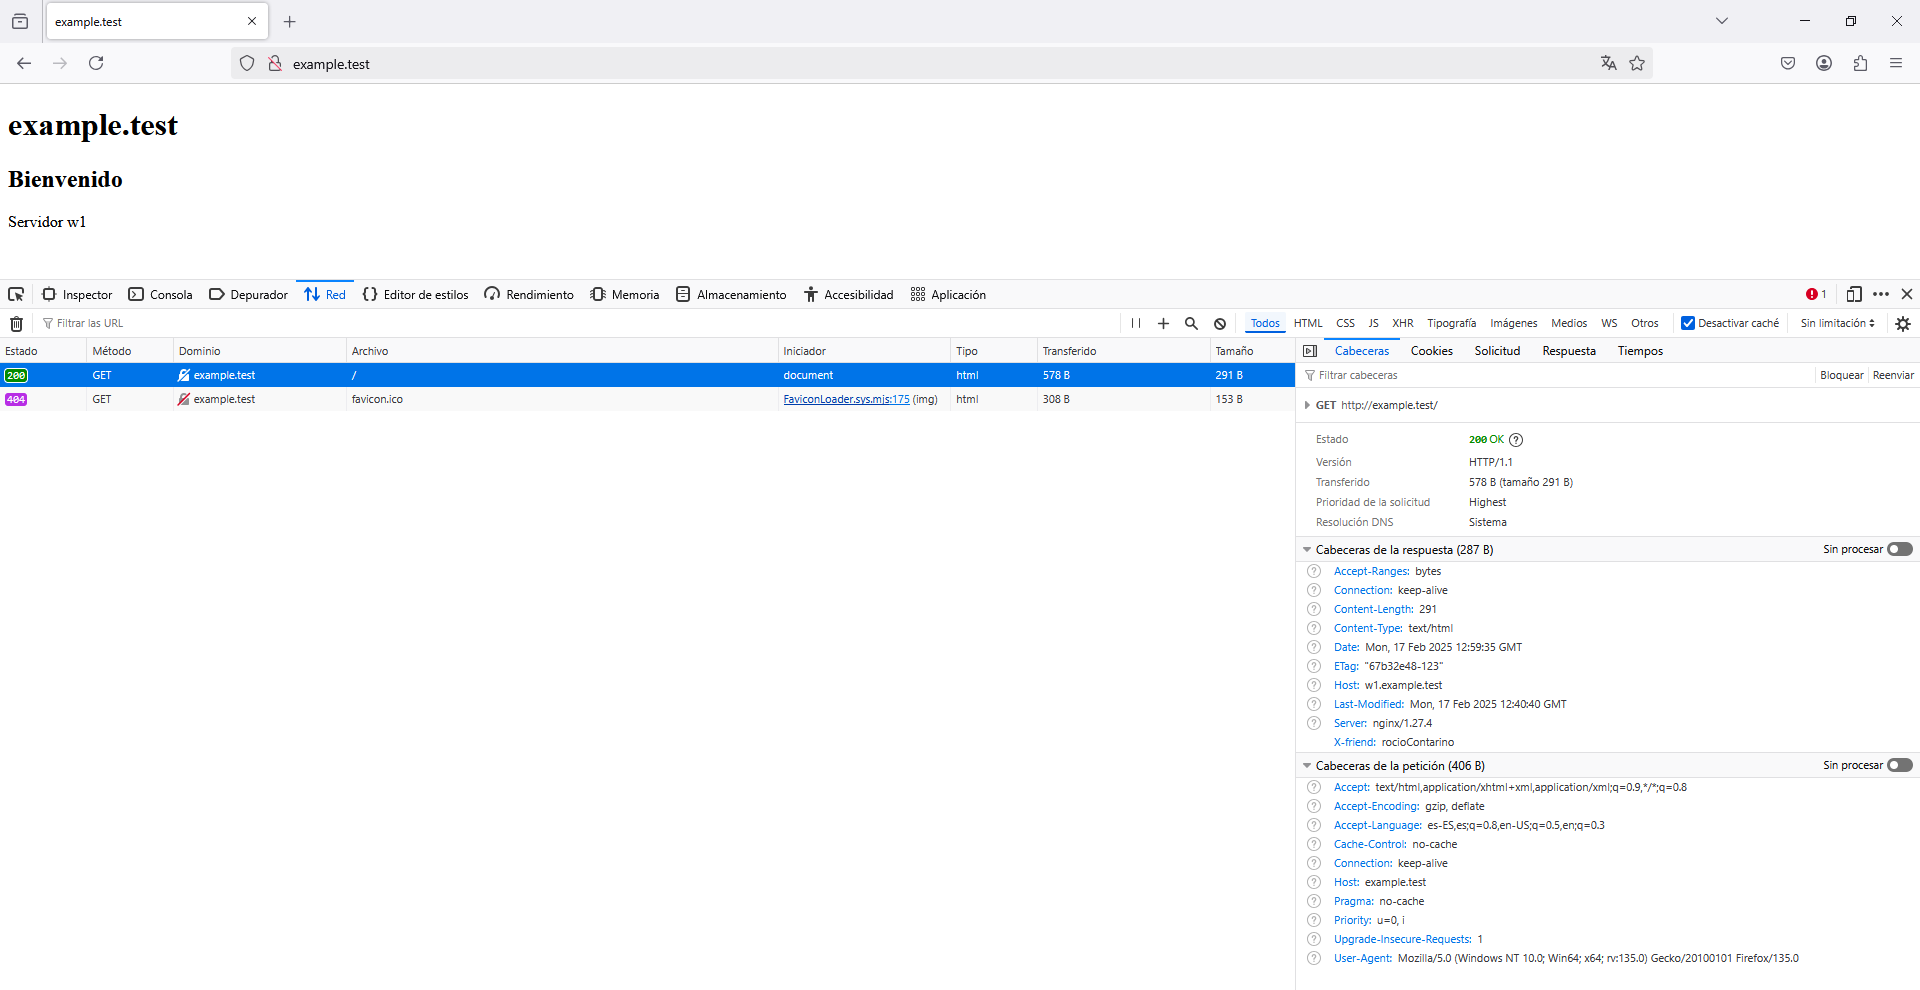 example.test
example.test
example.test
Bienvenido
Servidor w1
Inspector Consola Depurador Red Editor de estilos Rendimiento Memoria Almacenamiento Accesibilidad Aplicación 1
Filtrar las URL Todos HTML CSS JS XHR Tipografía Imágenes Medios WS Otros Desactivar caché Sin limitación
Estado Método Dominio Archivo Iniciador Tipo Transferido Tamaño
200 GET example.test / document html 578 B 291 B
404 GET example.test favicon.ico FaviconLoader.sys.mjs:175 (img) html 308 B 153 B
Cabeceras Cookies Solicitud Respuesta Tiempos
Filtrar cabeceras Bloquear Reenviar
GET http://example.test/
Estado 200 OK
Versión HTTP/1.1
Transferido 578 B (tamaño 291 B)
Prioridad de la solicitud Highest
Resolución DNS Sistema
Cabeceras de la respuesta (287 B) Sin procesar
Accept-Ranges: bytes
Connection: keep-alive
Content-Length: 291
Content-Type: text/html
Date: Mon, 17 Feb 2025 12:59:35 GMT
ETag: "67b32e48-123"
Host: w1.example.test
Last-Modified: Mon, 17 Feb 2025 12:40:40 GMT
Server: nginx/1.27.4
X-friend: rocioContarino
Cabeceras de la petición (406 B) Sin procesar
Accept: text/html,application/xhtml+xml,application/xml;q=0.9,*/*;q=0.8
Accept-Encoding: gzip, deflate
Accept-Language: es-ES,es;q=0.8,en-US;q=0.5,en;q=0.3
Cache-Control: no-cache
Connection: keep-alive
Host: example.test
Pragma: no-cache
Priority: u=0, i
Upgrade-Insecure-Requests: 1
User-Agent: Mozilla/5.0 (Windows NT 10.0; Win64; x64; rv:135.0) Gecko/20100101 Firefox/135.0